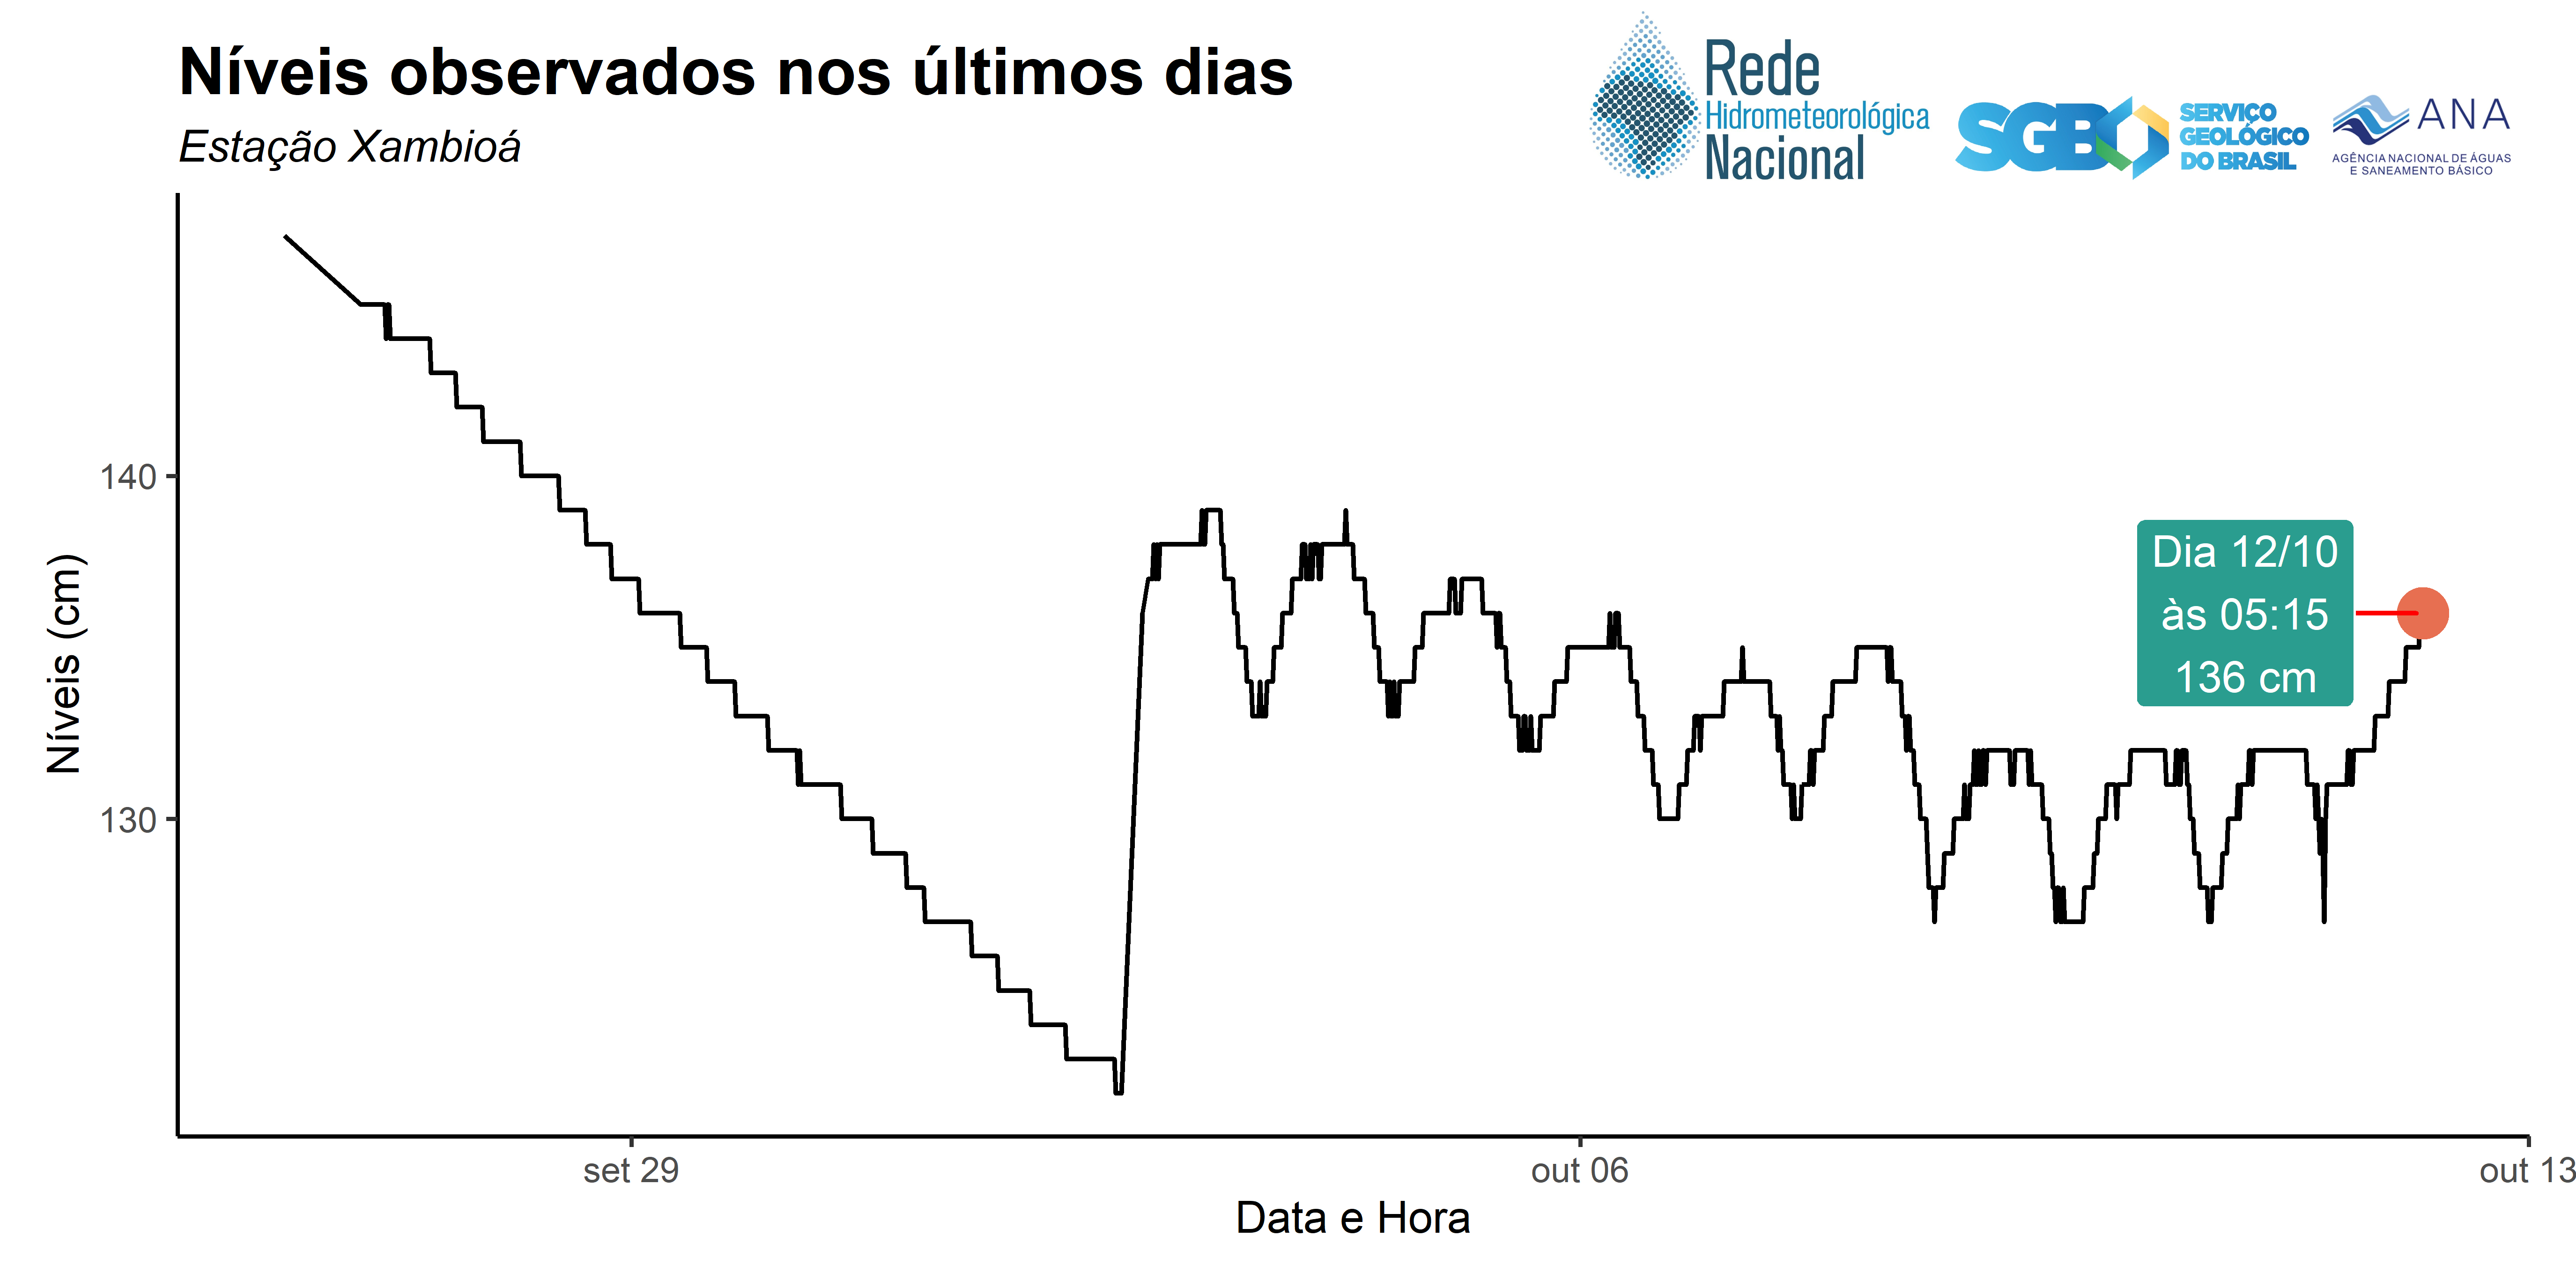 Níveis observados nos últimos dias
Estação Xambioá
Rede
Hidrometeorológica
Nacional
SGB
SERVIÇO
GEOLÓGICO
DO BRASIL
ANA
AGÊNCIA NACIONAL DE ÁGUAS
E SANEAMENTO BÁSICO
Níveis (cm)
140
130
Dia 12/10
às 05:15
136 cm
set 29
out 06
out 13
Data e Hora